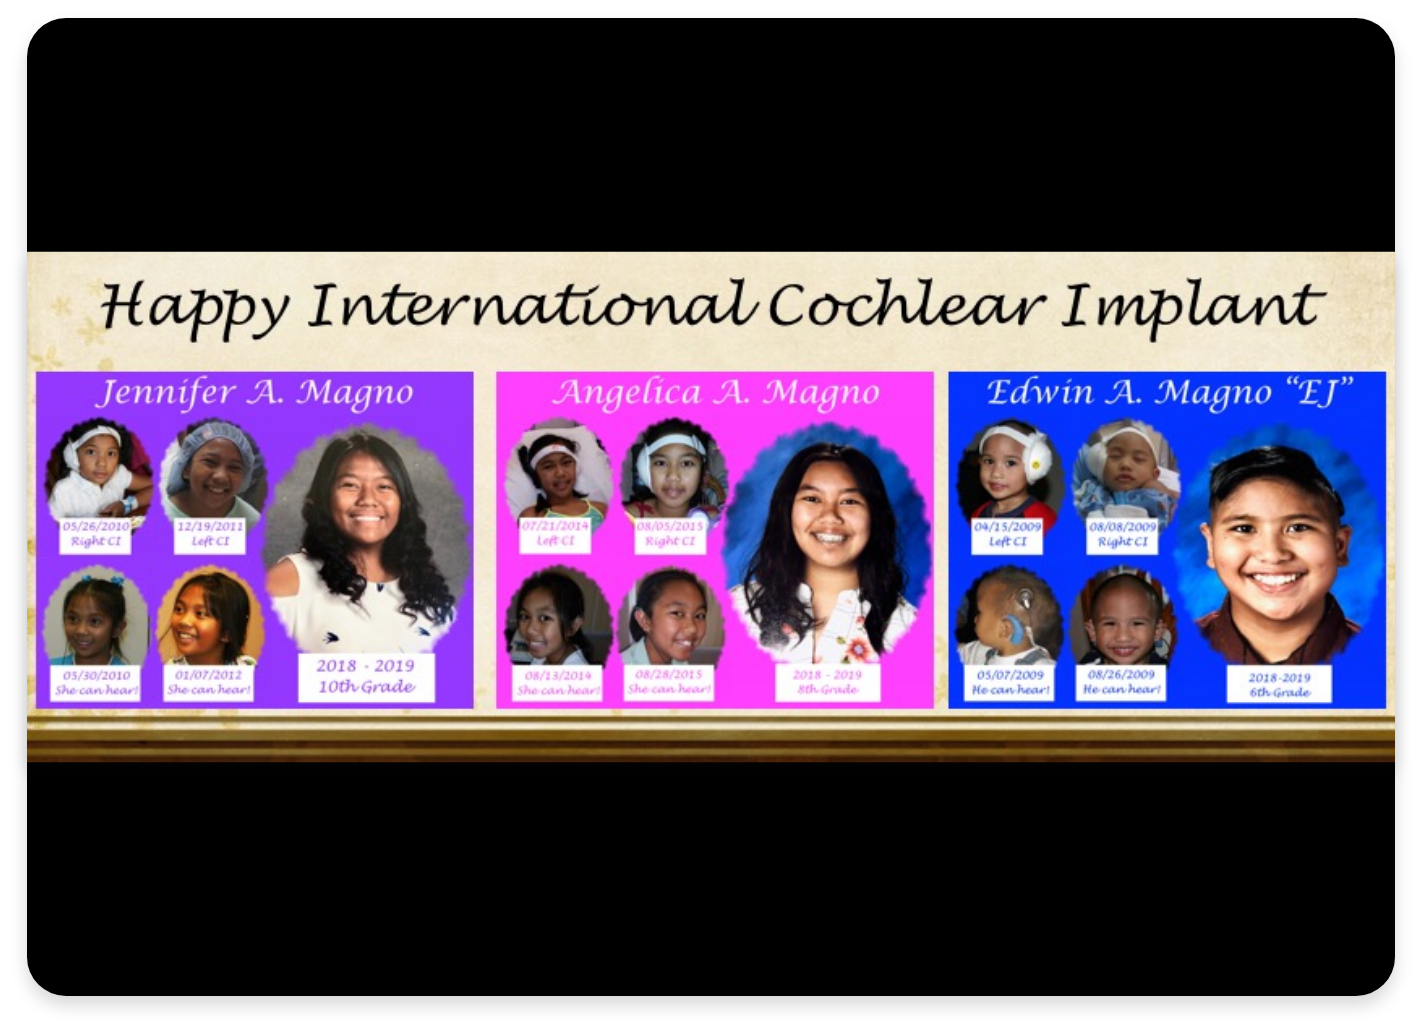 Happy International Cochlear Implant
Jennifer A. Magno
05/26/2010
Right CI
12/19/2011
Left CI
05/30/2010
She can hear!
01/07/2012
She can hear!
2018 - 2019
10th Grade
Angelica A. Magno
07/21/2014
Left CI
08/05/2015
Right CI
08/13/2014
She can hear!
08/28/2015
She can hear!
2018 - 2019
8th Grade
Edwin A. Magno “EJ”
04/15/2009
Left CI
08/08/2009
Right CI
05/07/2009
He can hear!
08/26/2009
He can hear!
2018-2019
6th Grade